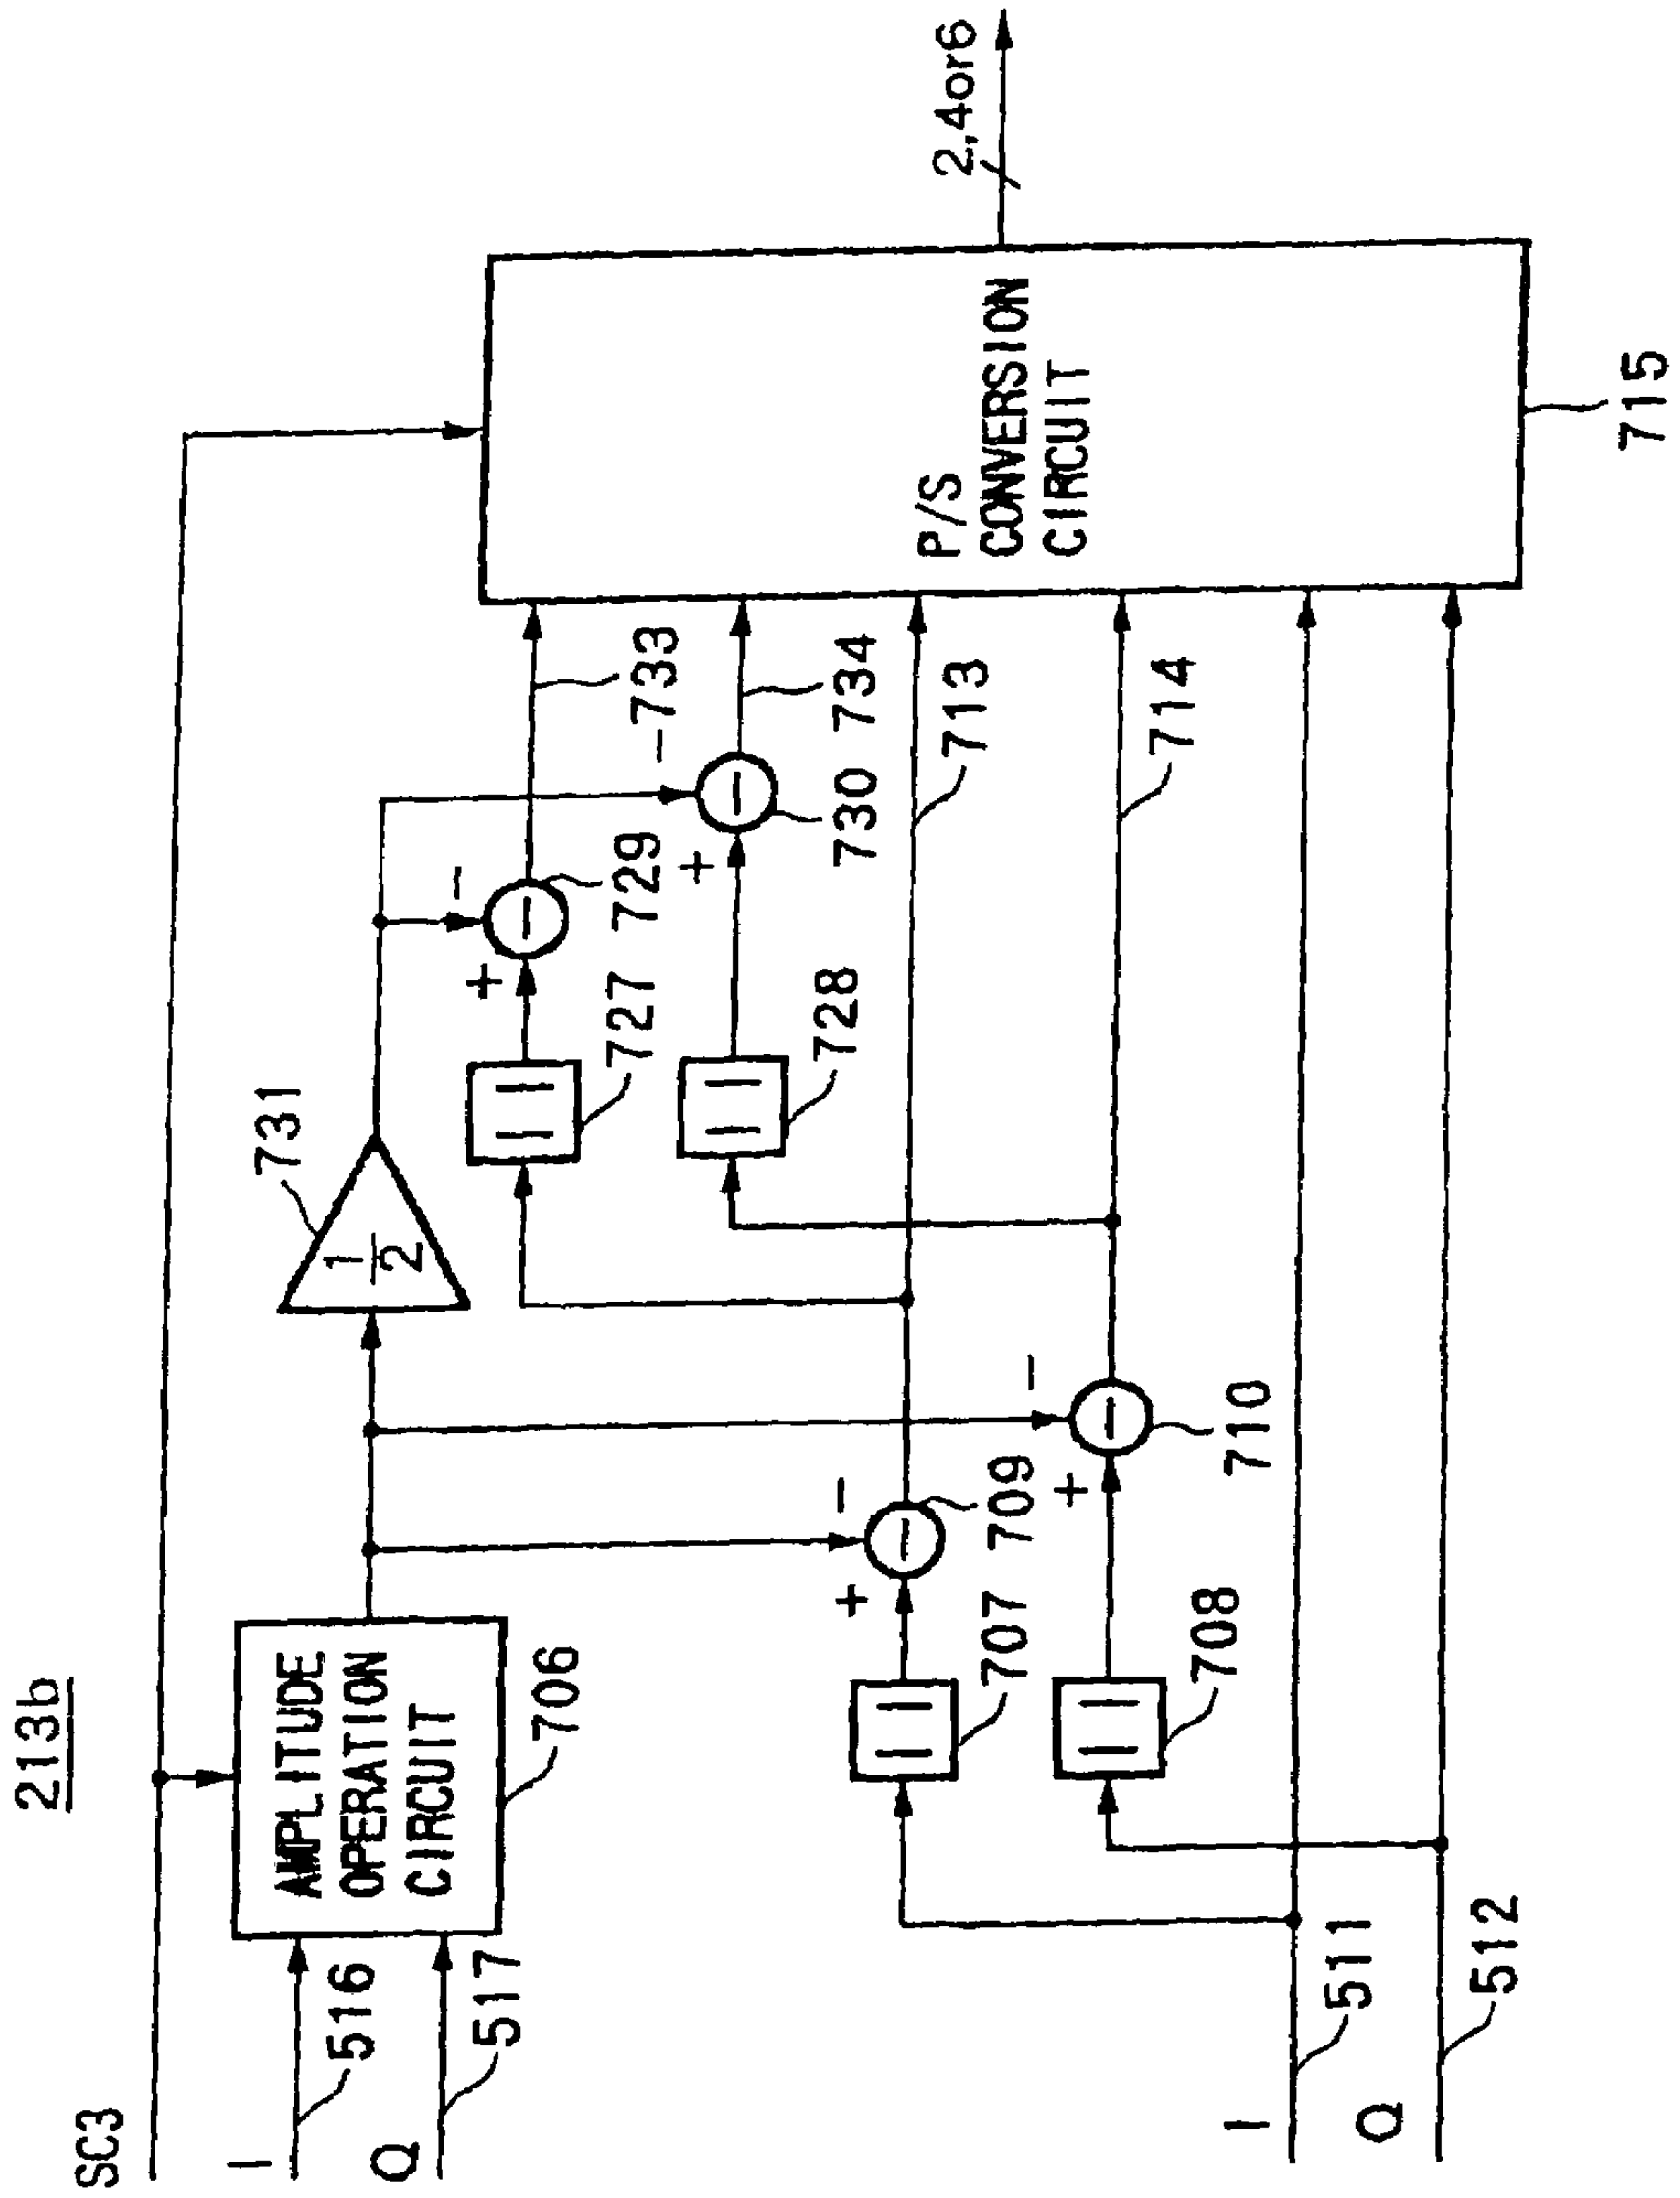 213b
SC3
I
516
Q
517
AMPLITUDE
OPERATION
CIRCUIT
706
1
2
731
-
+
727
729
-
+
728
730
733
734
-
+
707
709
713
-
+
708
710
714
I
511
Q
512
P/S
CONVERSION
CIRCUIT
715
2,4or6